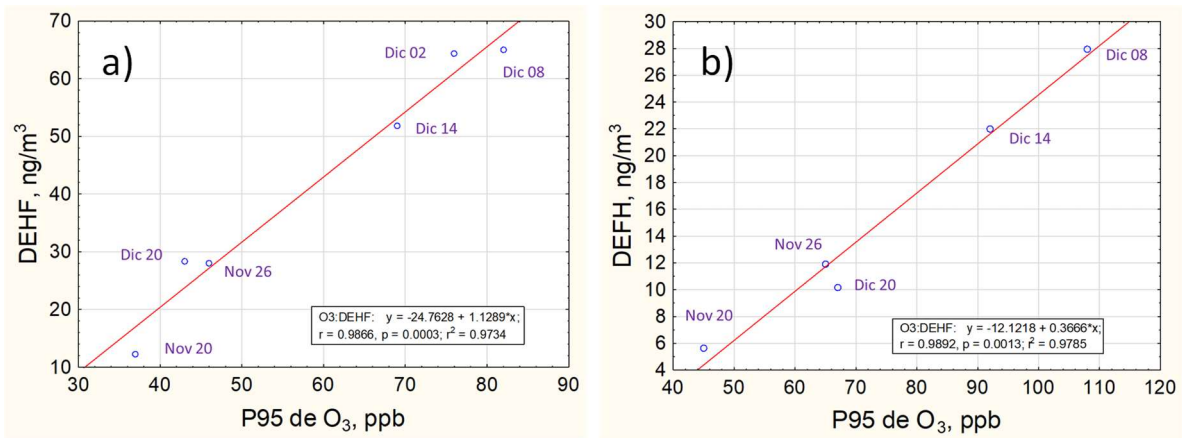 a)
DEHF, ng/m³
70
60
50
40
30
20
10
Dic 02
Dic 08
Dic 14
Dic 20
Nov 26
Nov 20
O3:DEHF: y = -24.7628 + 1.1289*x;
r = 0.9866, p = 0.0003; r² = 0.9734
30 40 50 60 70 80 90
P95 de O₃, ppb
b)
DEFH, ng/m³
30
28
26
24
22
20
18
16
14
12
10
8
6
4
Dic 08
Dic 14
Nov 26
Dic 20
Nov 20
O3:DEHF: y = -12.1218 + 0.3666*x;
r = 0.9892, p = 0.0013; r² = 0.9785
40 50 60 70 80 90 100 110 120
P95 de O₃, ppb